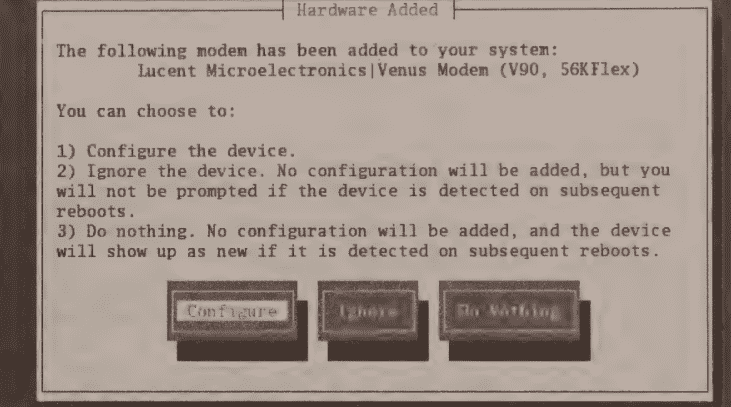 Hardware Added
The following modem has been added to your system:
Lucent Microelectronics|Venus Modem (V90, 56KFlex)
You can choose to:
1) Configure the device.
2) Ignore the device. No configuration will be added, but you
will not be prompted if the device is detected on subsequent
reboots.
3) Do nothing. No configuration will be added, and the device
will show up as new if it is detected on subsequent reboots.
Configure Ignore Do Nothing